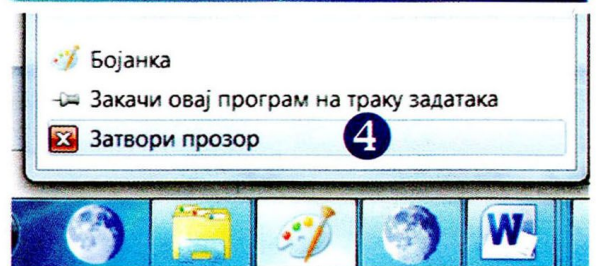 Бојанка
Закачи овај програм на траку задатака
Затвори прозор 4
W